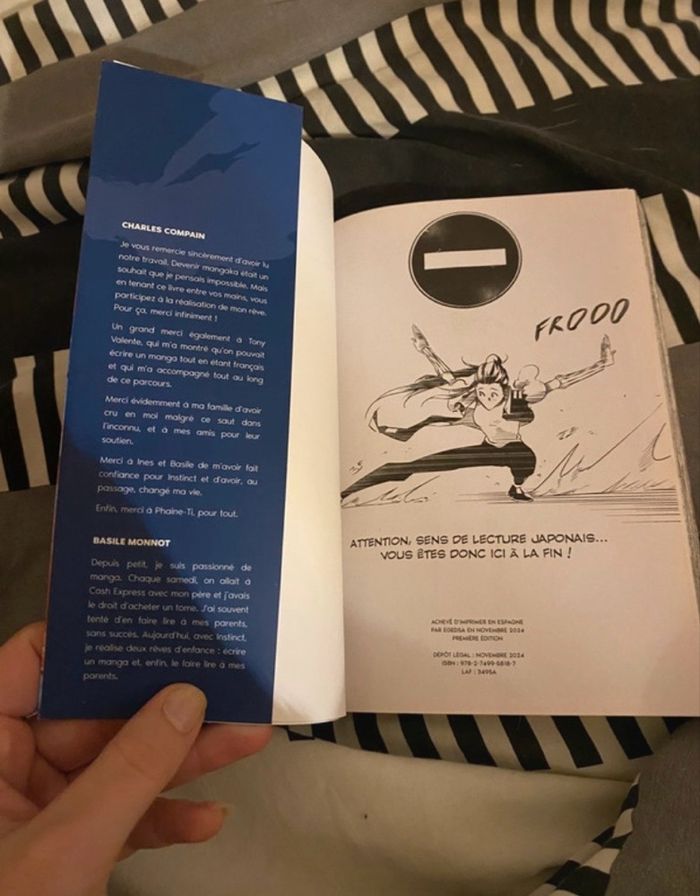 CHARLES COMPAIN
Je vous remercie sincèrement d'avoir lu
notre travail. Devenir mangaka était un
souhait que je pensais impossible. Mais
en tenant ce livre entre vos mains, vous
participez à la réalisation de mon rêve.
Pour ça, merci infiniment !
Un grand merci également à Tony
Valente, qui m'a montré qu'on pouvait
écrire un manga tout en étant français
et qui m'a accompagné tout au long
de ce parcours.
Merci évidemment à ma famille d'avoir
cru en moi malgré ce saut dans
l'inconnu, et à mes amis pour leur
soutien.
Merci à Ines et Basile de m'avoir fait
confiance pour Instinct et d'avoir, au
passage, changé ma vie.
Enfin, merci à Phaine-Ti, pour tout.
BASILE MONNOT
Depuis petit, je suis passionné de
manga. Chaque samedi, on allait à
Cash Express avec mon père et j'avais
le droit d'acheter un tome. J'ai souvent
tenté d'en faire lire à mes parents,
sans succès. Aujourd'hui, avec Instinct,
je réalise deux rêves d'enfance : écrire
un manga et, enfin, le faire lire à mes
parents.
FROOO
ATTENTION, SENS DE LECTURE JAPONAIS...
VOUS ÊTES DONC ICI À LA FIN !
ACHEVÉ D'IMPRIMER EN ESPAGNE
PAR EGEDSA EN NOVEMBRE 2024
PREMIÈRE ÉDITION
DÉPÔT LÉGAL : NOVEMBRE 2024
ISBN : 978-2-7499-5818-7
LAF : 3495A